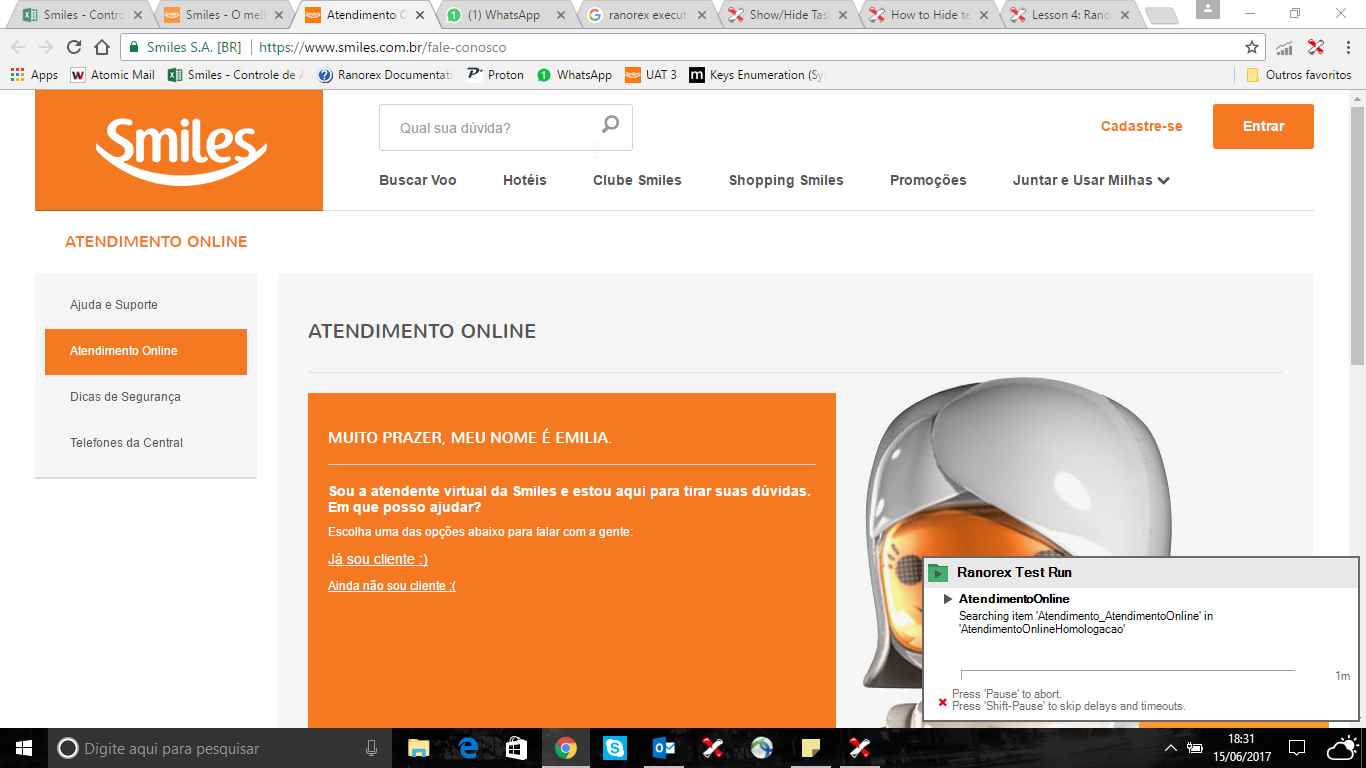 Smiles - Contro
Smiles - O melh
Atendimento O
(1) WhatsApp
ranorex execut
Show/Hide Tas
How to Hide te
Lesson 4: Rano
Smiles S.A. [BR]
https://www.smiles.com.br/fale-conosco
Apps
Atomic Mail
Smiles - Controle de A
Ranorex Documentati
Proton
WhatsApp
UAT 3
Keys Enumeration (Sy
Outros favoritos
Smiles
Qual sua dúvida?
Cadastre-se
Entrar
Buscar Voo
Hotéis
Clube Smiles
Shopping Smiles
Promoções
Juntar e Usar Milhas
ATENDIMENTO ONLINE
Ajuda e Suporte
Atendimento Online
Dicas de Segurança
Telefones da Central
ATENDIMENTO ONLINE
MUITO PRAZER, MEU NOME É EMILIA.
Sou a atendente virtual da Smiles e estou aqui para tirar suas dúvidas.
Em que posso ajudar?
Escolha uma das opções abaixo para falar com a gente:
Já sou cliente :)
Ainda não sou cliente :(
Ranorex Test Run
AtendimentoOnline
Searching item 'Atendimento_AtendimentoOnline' in
'AtendimentoOnlineHomologacao'
1m
Press 'Pause' to abort.
Press 'Shift-Pause' to skip delays and timeouts.
Digite aqui para pesquisar
18:31
15/06/2017